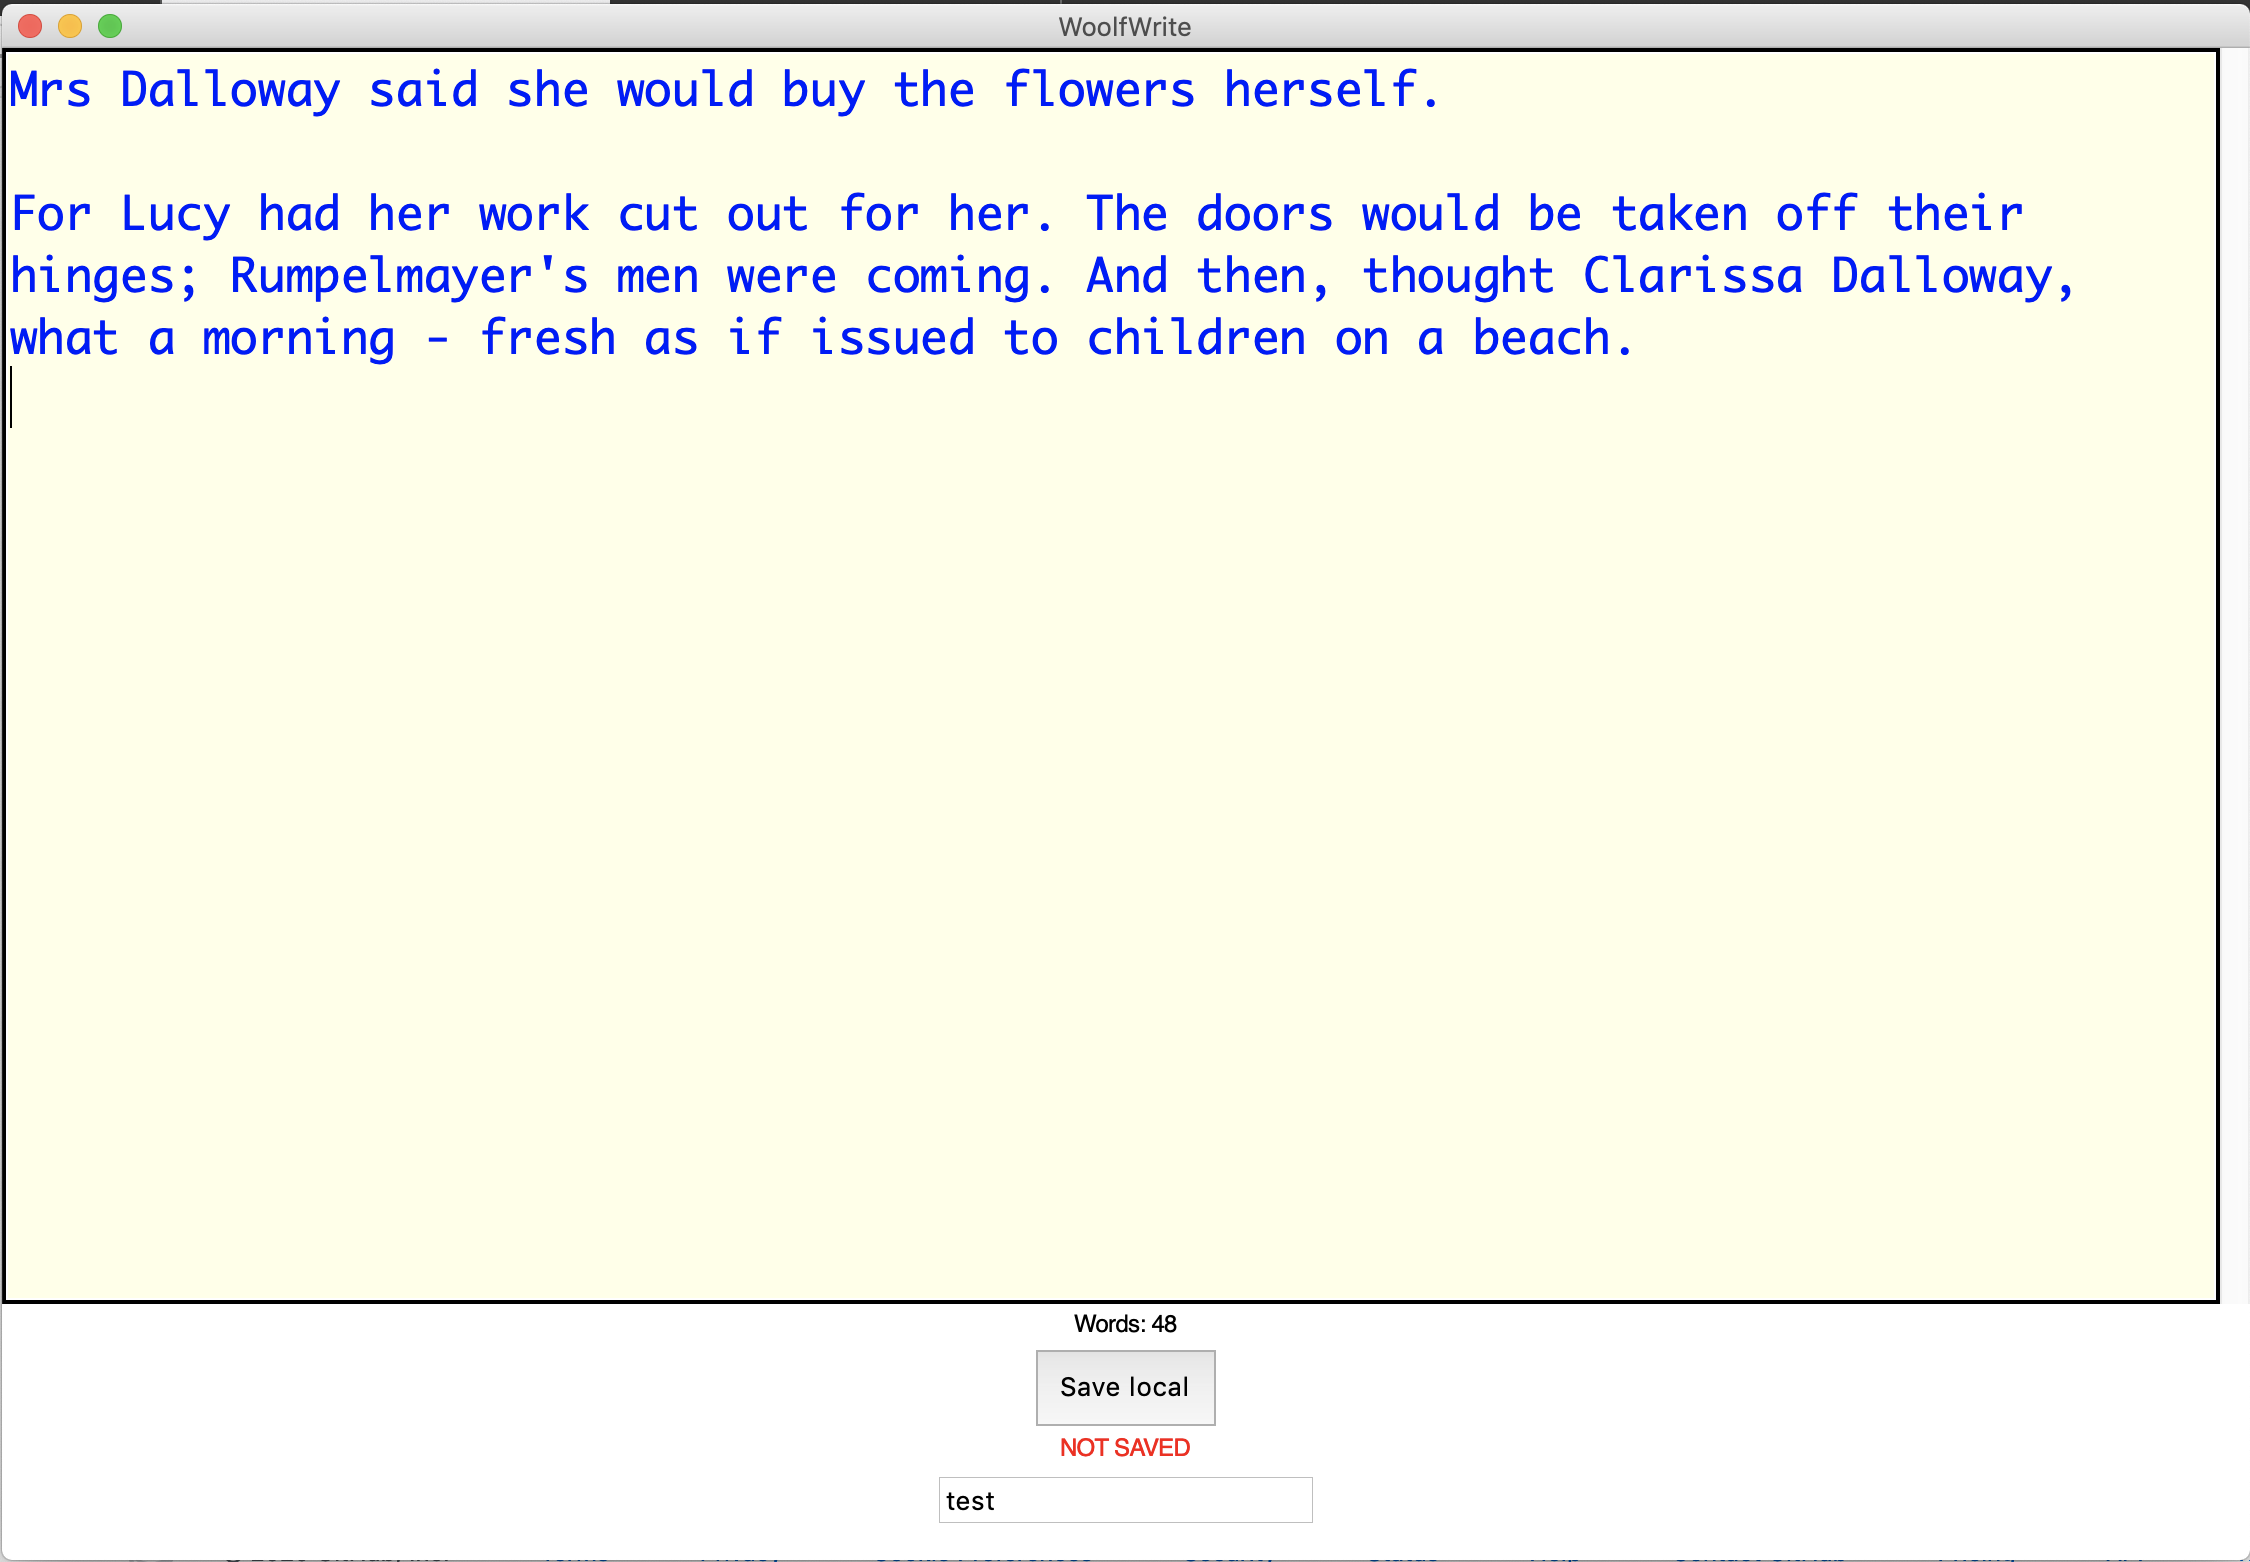 WoolfWrite
Mrs Dalloway said she would buy the flowers herself.
For Lucy had her work cut out for her. The doors would be taken off their
hinges; Rumpelmayer's men were coming. And then, thought Clarissa Dalloway,
what a morning - fresh as if issued to children on a beach.
Words: 48
Save local
NOT SAVED
test